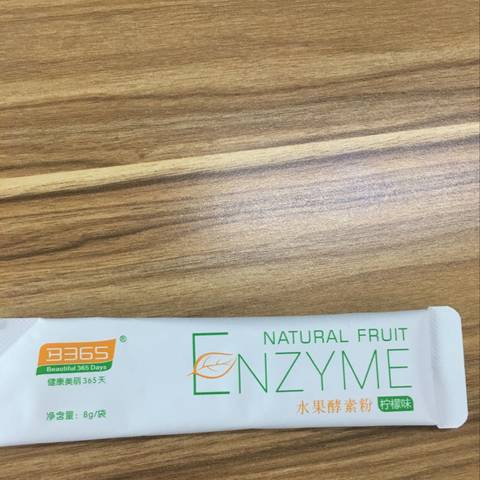 B365®
Beautiful 365 Days
健康美丽365天
净含量：8g/袋
NATURAL FRUIT
ENZYME
水果酵素粉 柠檬味